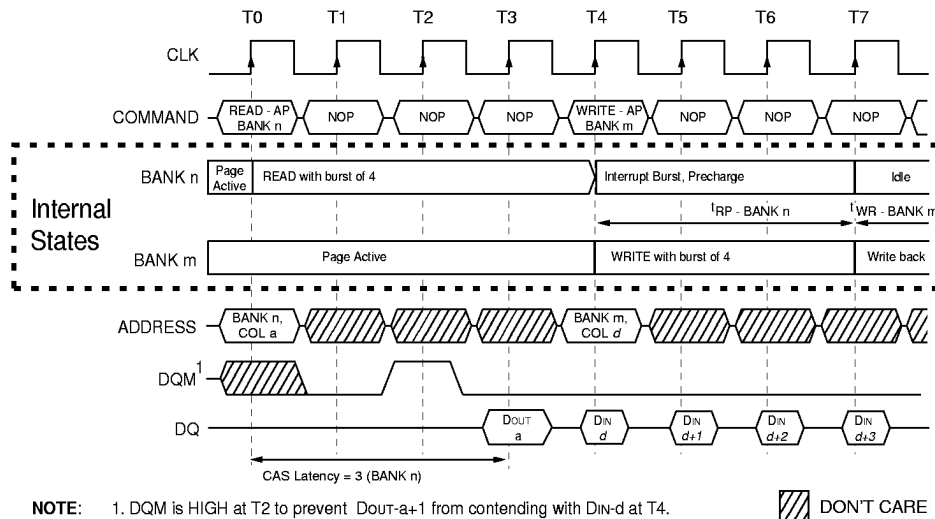 T0 T1 T2 T3 T4 T5 T6 T7
CLK
COMMAND READ - AP BANK n NOP NOP NOP WRITE - AP BANK m NOP NOP NOP
Internal States
BANK n Page Active READ with burst of 4 Interrupt Burst, Precharge Idle
tRP - BANK n tWR - BANK m
BANK m Page Active WRITE with burst of 4 Write back
ADDRESS BANK n, COL a BANK m, COL d
DQM1
DQ DOUT a DIN d DIN d+1 DIN d+2 DIN d+3
CAS Latency = 3 (BANK n)
NOTE: 1. DQM is HIGH at T2 to prevent DOUT-a+1 from contending with DIN-d at T4. DON'T CARE